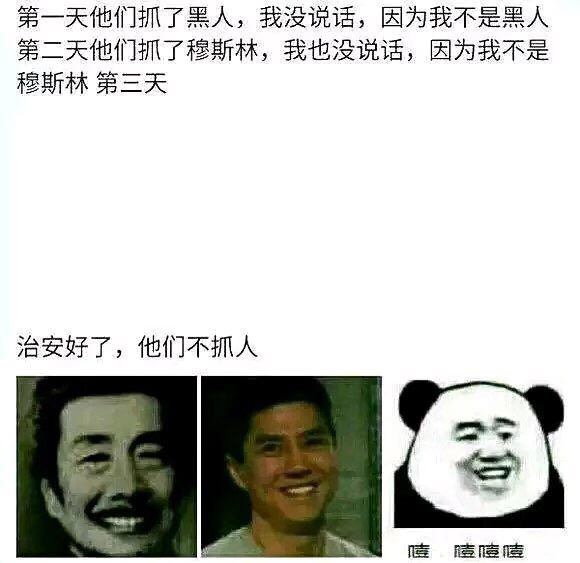 第一天他们抓了黑人，我没说话，因为我不是黑人
第二天他们抓了穆斯林，我也没说话，因为我不是
穆斯林 第三天
治安好了，他们不抓人
嘻 嘻嘻嘻